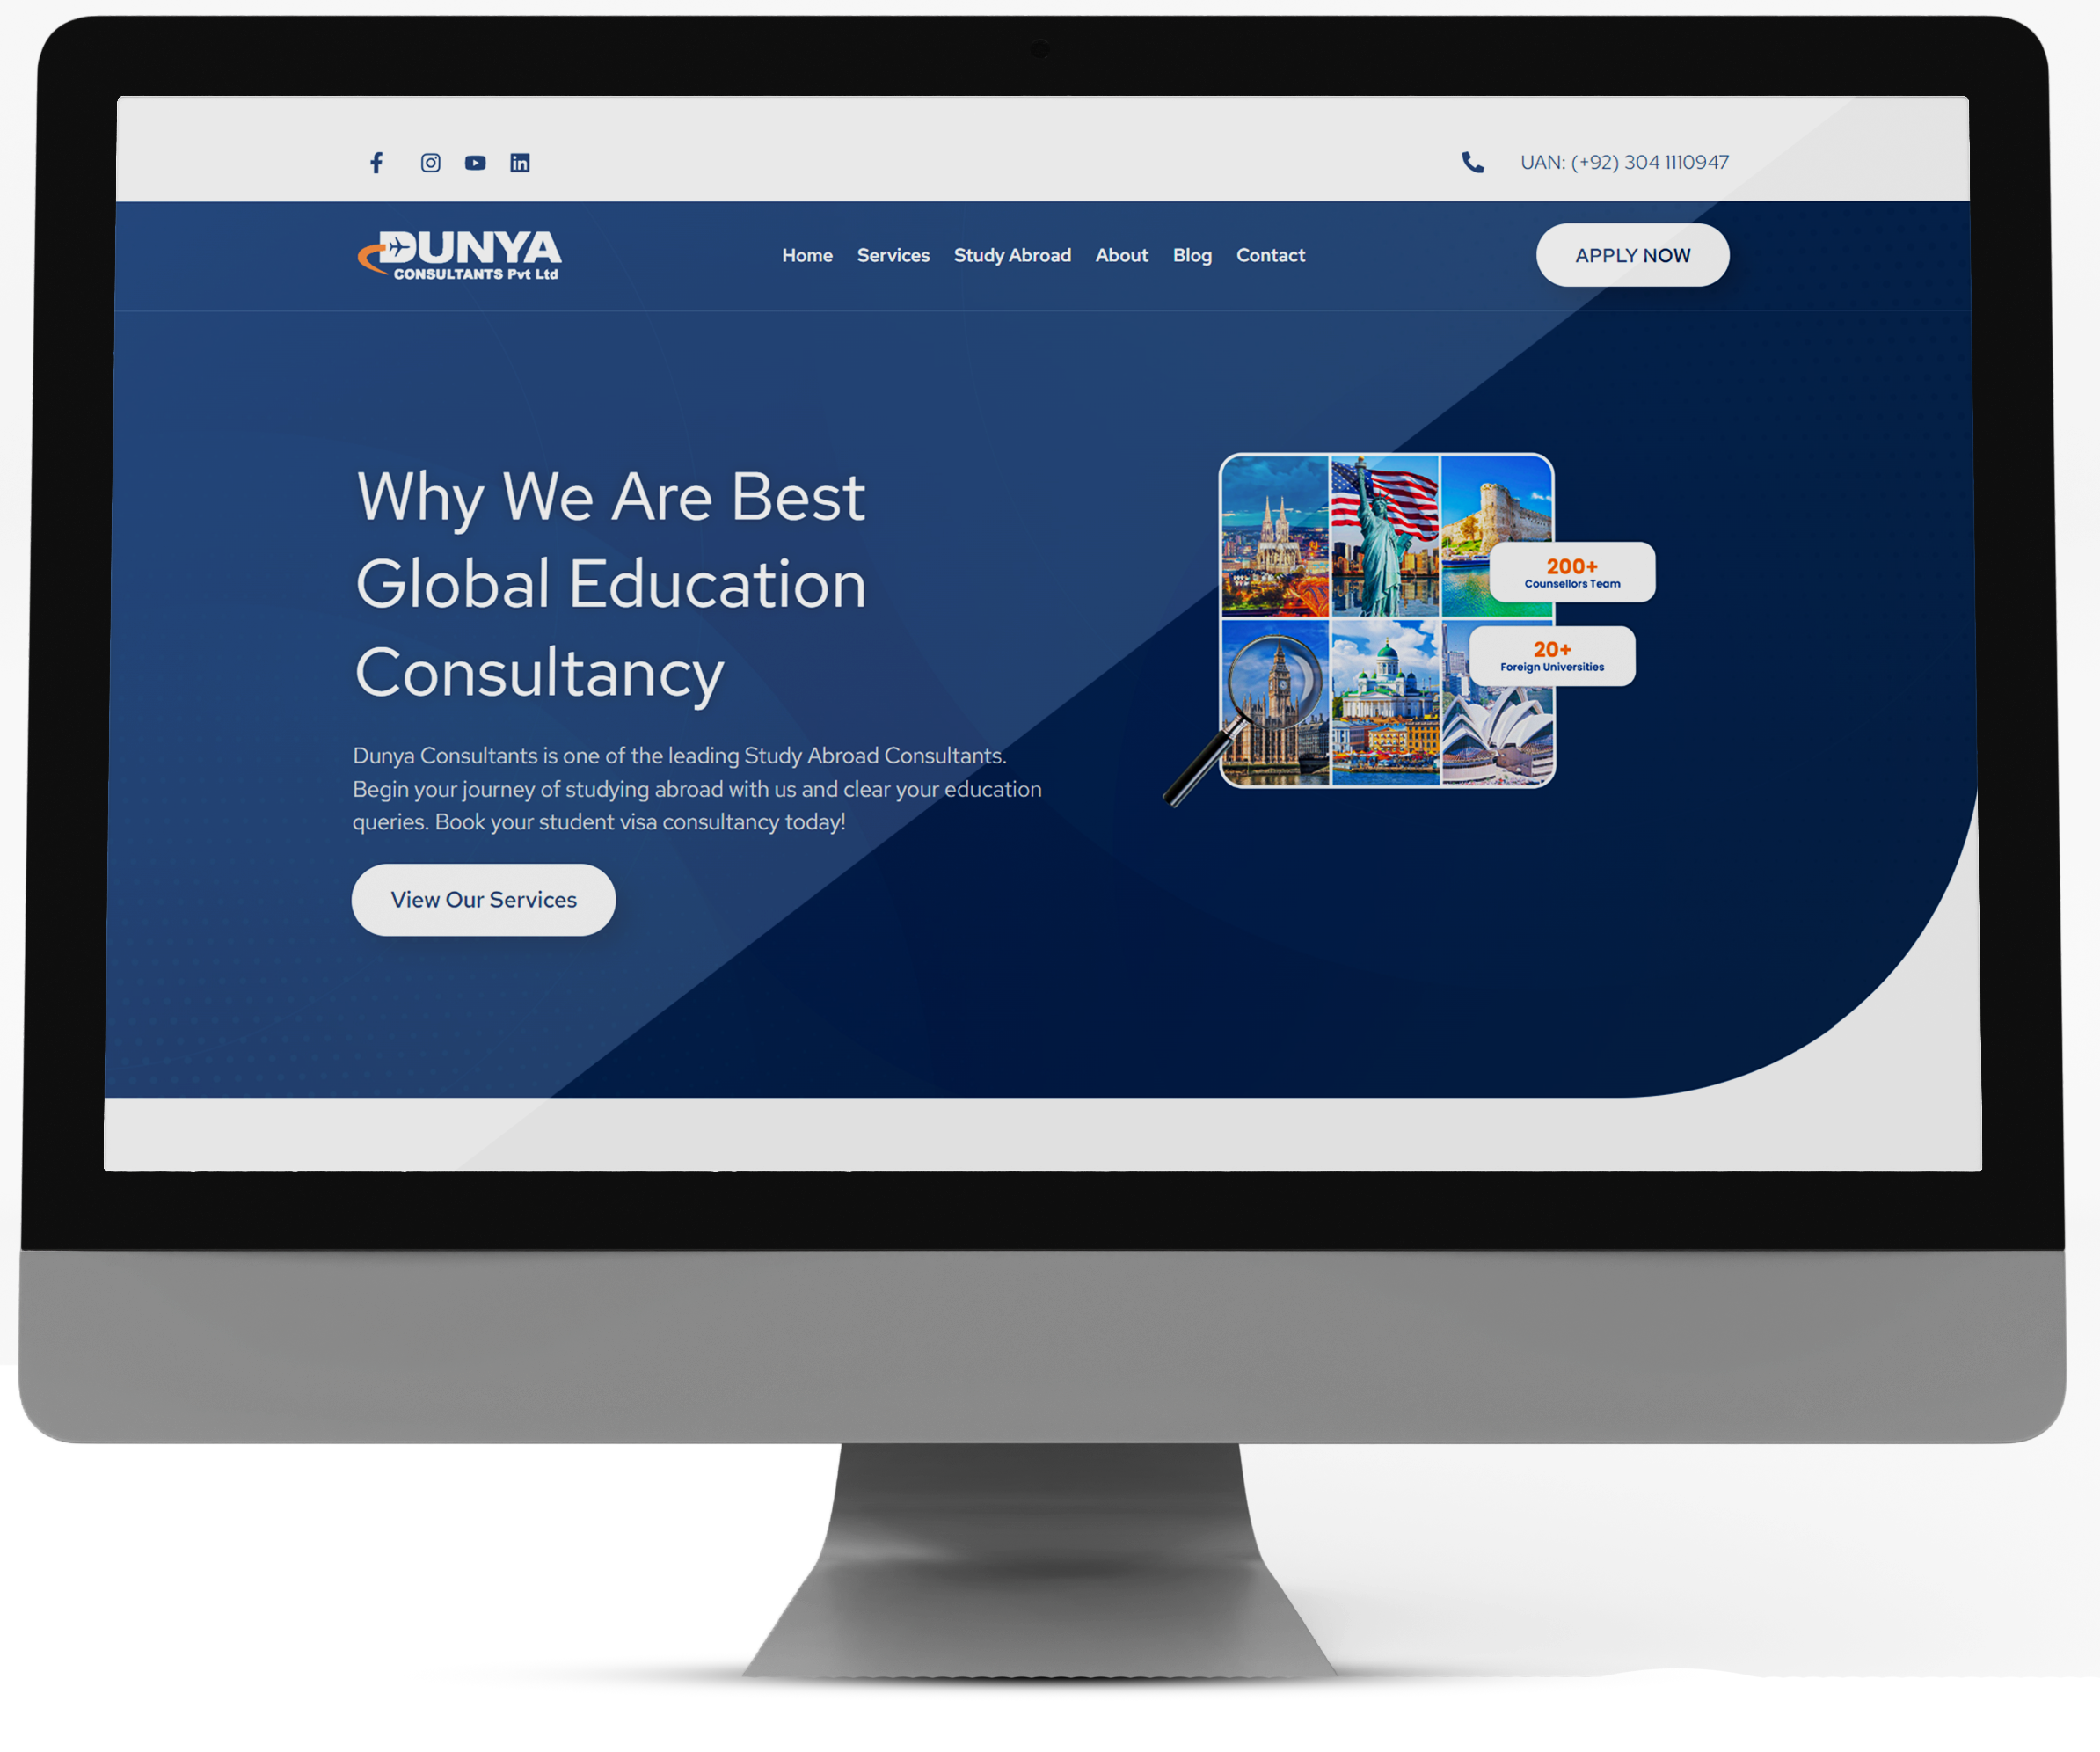 UAN: (+92) 304 1110947
DUNYA
CONSULTANTS Pvt Ltd
Home Services Study Abroad About Blog Contact
APPLY NOW
Why We Are Best
Global Education
Consultancy
Dunya Consultants is one of the leading Study Abroad Consultants.
Begin your journey of studying abroad with us and clear your education
queries. Book your student visa consultancy today!
View Our Services
200+
Counsellors Team
20+
Foreign Universities